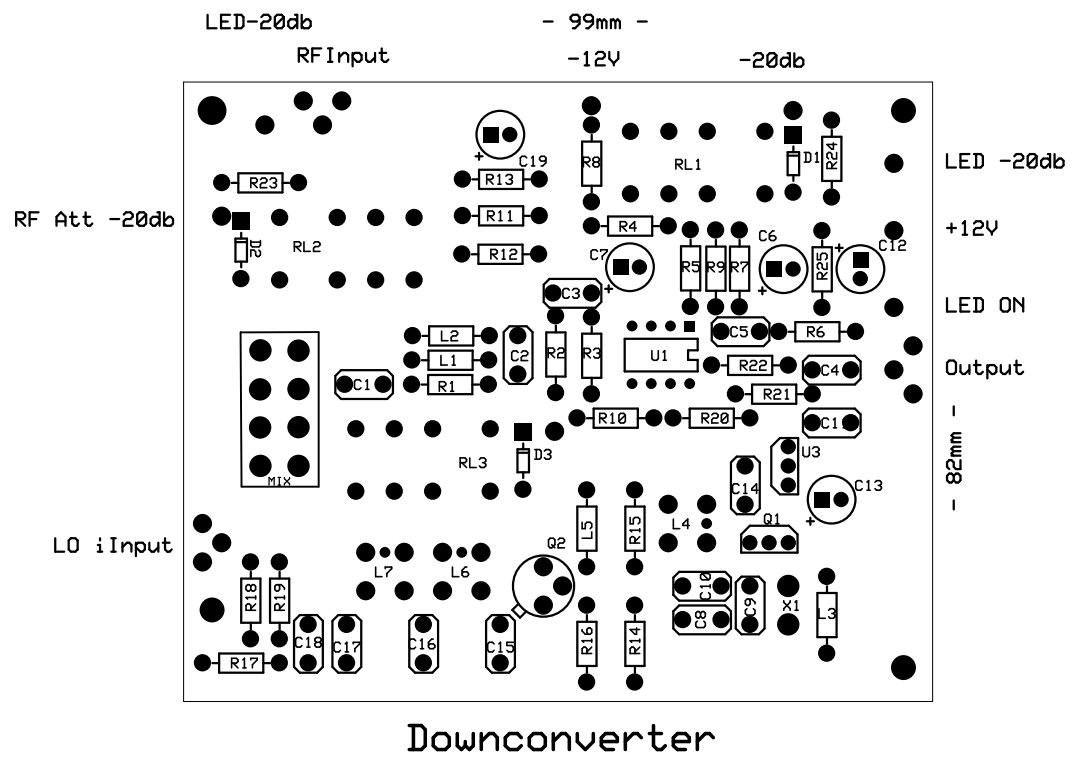 LED-20db - 99mm -
RFInput -12V -20db
C19 R8 RL1 D1 R24 LED -20db
R23 R13
RF Att -20db R11 R4 +12V
D2 RL2 R12 C7 R5 R9 R7 C6 R25 C12
C3 LED ON
L2 C2 R2 R3 U1 C5 R6
L1 R22 C4 Output
C1 R1 R21
R10 R20 C11
RL3 D3 U3 - 82mm -
MIX C14 C13
L5 R15 L4 Q1
LO iInput Q2
L7 L6 C10
R18 R19 C8 C9 X1 L3
C18 C17 C16 C15 R16 R14
R17
Downconverter